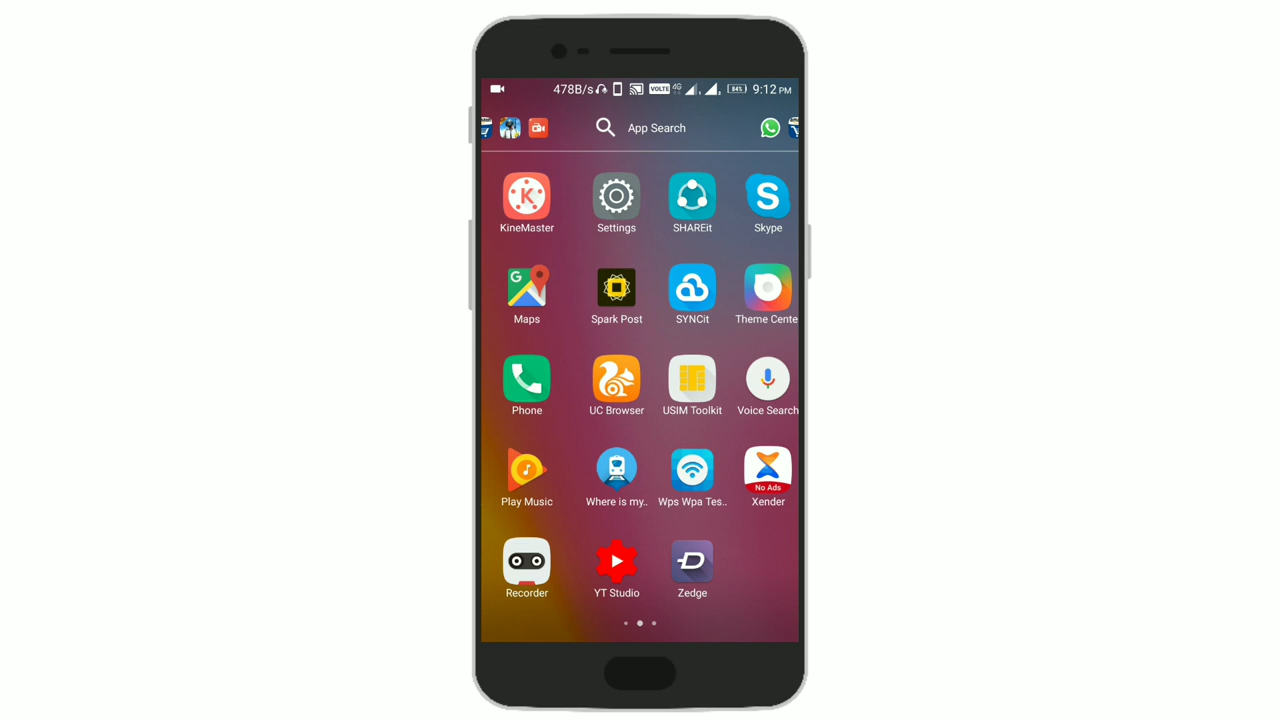 478B/s VOLTE 4G 84% 9:12 PM
App Search
KineMaster Settings SHAREit Skype
Maps Spark Post SYNCit Theme Cente
Phone UC Browser USIM Toolkit Voice Search
No Ads
Play Music Where is my.. Wps Wpa Tes.. Xender
Recorder YT Studio Zedge